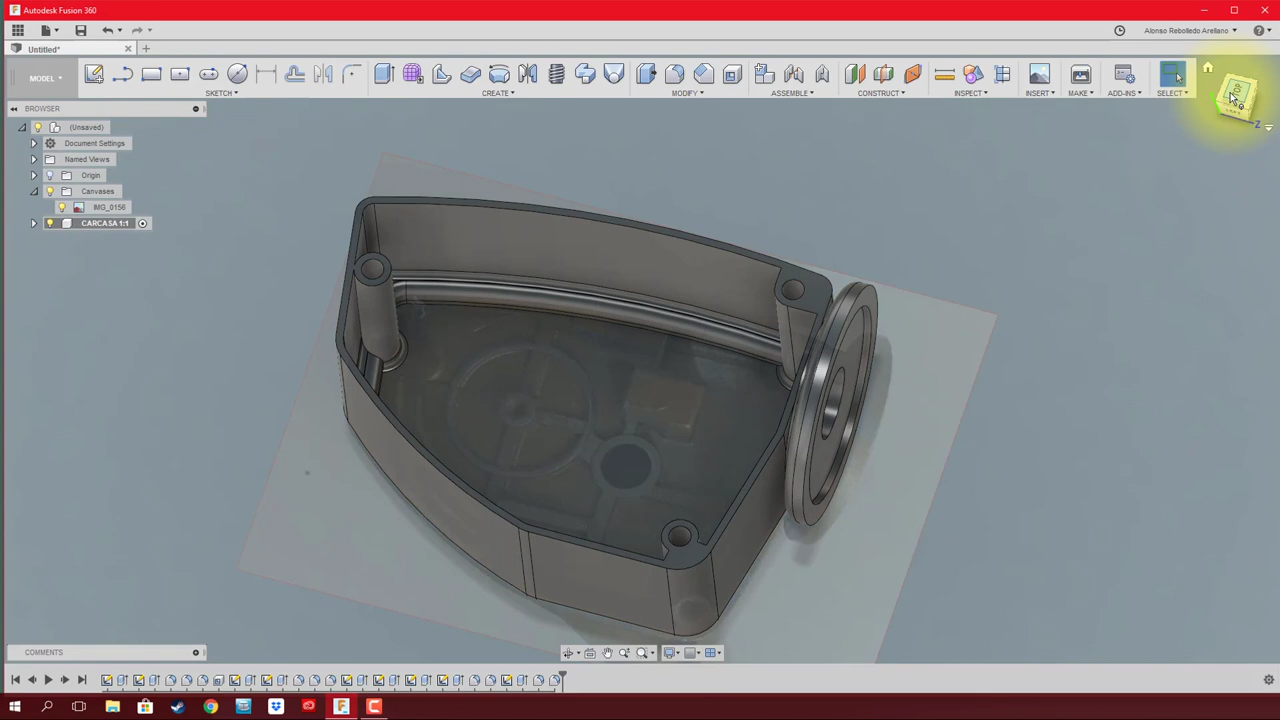 Autodesk Fusion 360
Alonso Rebolledo Arellano
Untitled*
MODEL
SKETCH
CREATE
MODIFY
ASSEMBLE
CONSTRUCT
INSPECT
INSERT
MAKE
ADD-INS
SELECT
TOP
Z
BROWSER
(Unsaved)
Document Settings
Named Views
Origin
Canvases
IMG_0156
CARCASA 1:1
COMMENTS